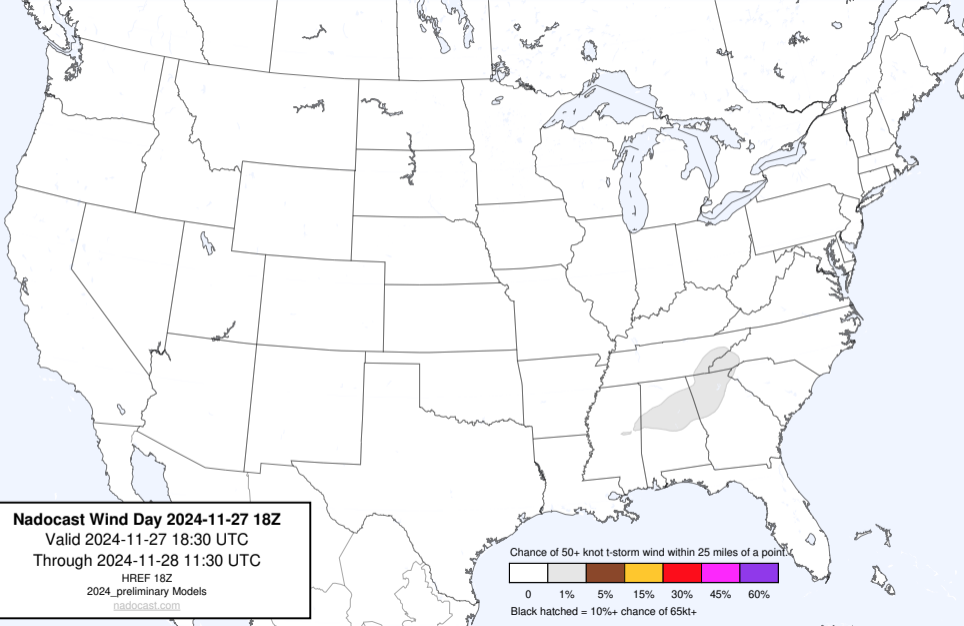 Nadocast Wind Day 2024-11-27 18Z
Valid 2024-11-27 18:30 UTC
Through 2024-11-28 11:30 UTC
HREF 18Z
2024_preliminary Models
nadocast.com
Chance of 50+ knot t-storm wind within 25 miles of a point.
0 1% 5% 15% 30% 45% 60%
Black hatched = 10%+ chance of 65kt+